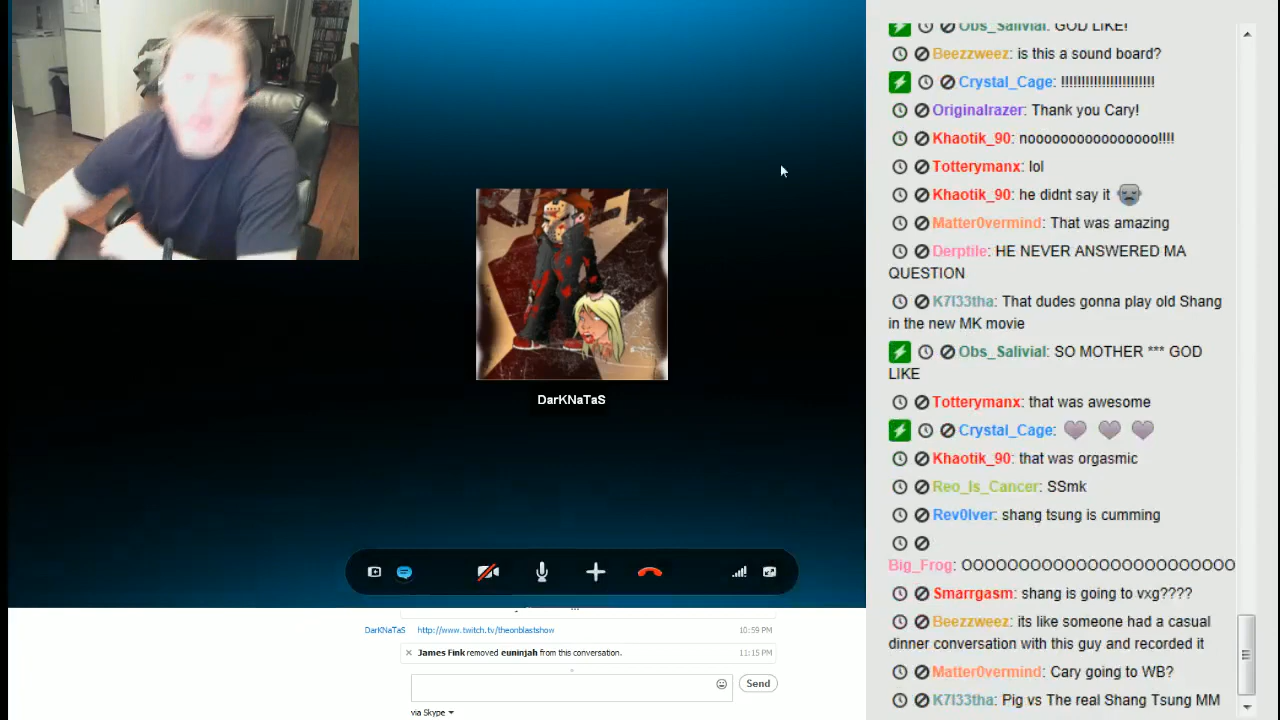 DarKNaTaS
DarKNaTaS http://www.twitch.tv/theonblastshow 10:59 PM
James Fink removed euninjah from this conversation. 11:15 PM
Send
via Skype
Obs_Salivial: GOD LIKE!
Beezzweez: is this a sound board?
Crystal_Cage: !!!!!!!!!!!!!!!!!!!!!!!
Originalrazer: Thank you Cary!
Khaotik_90: noooooooooooooooo!!!!
Totterymanx: lol
Khaotik_90: he didnt say it
Matter0vermind: That was amazing
Derptile: HE NEVER ANSWERED MA
QUESTION
K7l33tha: That dudes gonna play old Shang
in the new MK movie
Obs_Salivial: SO MOTHER *** GOD
LIKE
Totterymanx: that was awesome
Crystal_Cage:
Khaotik_90: that was orgasmic
Reo_Is_Cancer: SSmk
Rev0lver: shang tsung is cumming
Big_Frog: OOOOOOOOOOOOOOOOOOOOOOO
Smarrgasm: shang is going to vxg????
Beezzweez: its like someone had a casual
dinner conversation with this guy and recorded it
Matter0vermind: Cary going to WB?
K7l33tha: Pig vs The real Shang Tsung MM